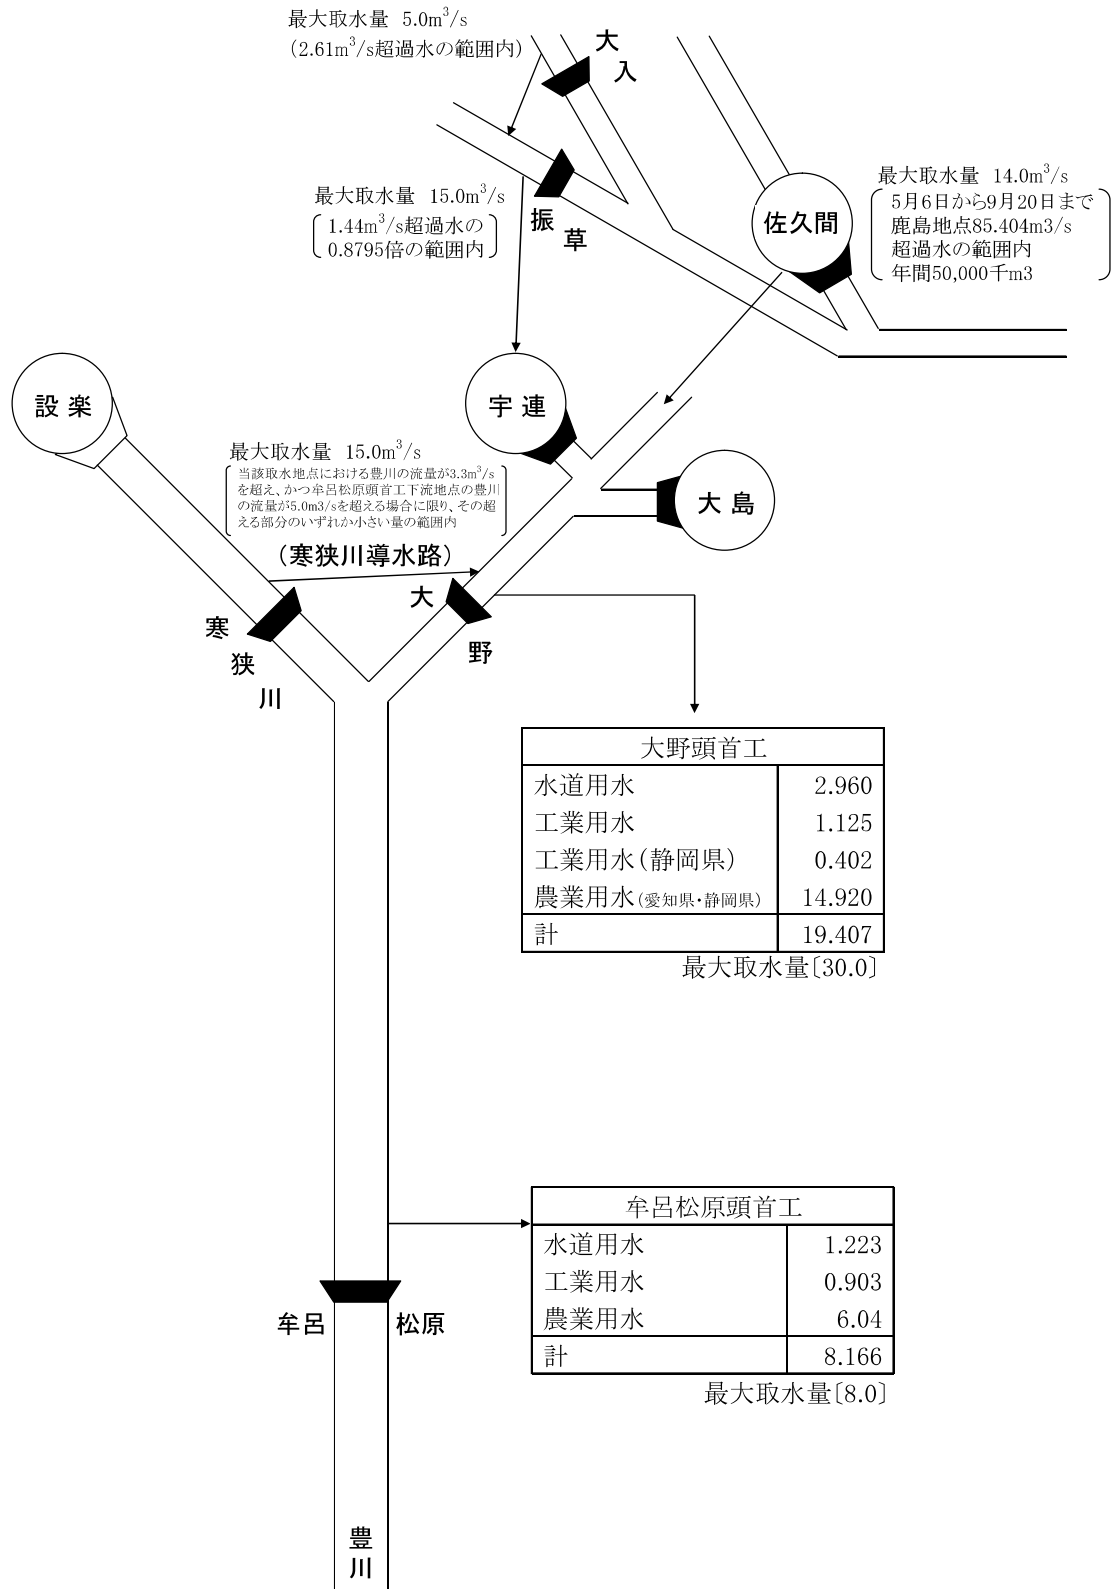 最大取水量 5.0m³/s
（2.61m³/s超過水の範囲内）
大
入
最大取水量 15.0m³/s
1.44m³/s超過水の
0.8795倍の範囲内
振
草
佐久間
最大取水量 14.0m³/s
5月6日から9月20日まで
鹿島地点85.404m3/s
超過水の範囲内
年間50,000千m3
設楽
宇連
大島
最大取水量 15.0m³/s
当該取水地点における豊川の流量が3.3m³/s
を超え、かつ牟呂松原頭首工下流地点の豊川
の流量が5.0m3/sを超える場合に限り、その超
える部分のいずれか小さい量の範囲内
（寒狭川導水路）
寒
狭
川
大
野
大野頭首工
水道用水 2.960
工業用水 1.125
工業用水（静岡県） 0.402
農業用水（愛知県・静岡県） 14.920
計 19.407
最大取水量〔30.0〕
牟呂松原頭首工
水道用水 1.223
工業用水 0.903
農業用水 6.04
計 8.166
最大取水量〔8.0〕
牟呂 松原
豊
川